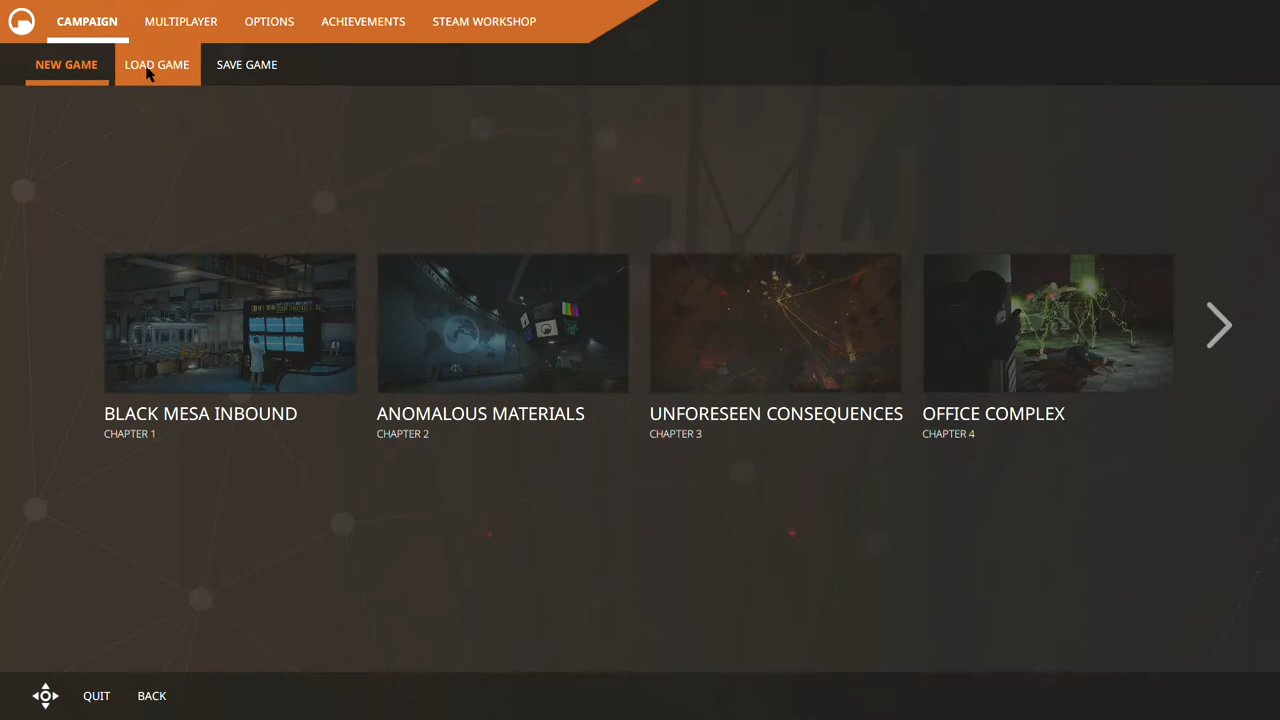 CAMPAIGN MULTIPLAYER OPTIONS ACHIEVEMENTS STEAM WORKSHOP
NEW GAME LOAD GAME SAVE GAME
BLACK MESA INBOUND
CHAPTER 1
ANOMALOUS MATERIALS
CHAPTER 2
UNFORESEEN CONSEQUENCES
CHAPTER 3
OFFICE COMPLEX
CHAPTER 4
QUIT BACK